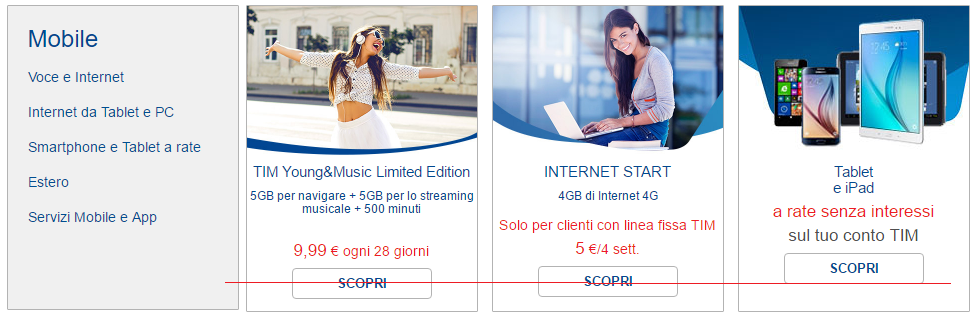 Mobile
Voce e Internet
Internet da Tablet e PC
Smartphone e Tablet a rate
Estero
Servizi Mobile e App
TIM Young&Music Limited Edition
5GB per navigare + 5GB per lo streaming
musicale + 500 minuti
9,99 € ogni 28 giorni
SCOPRI
INTERNET START
4GB di Internet 4G
Solo per clienti con linea fissa TIM
5 €/4 sett.
SCOPRI
Tablet
e iPad
a rate senza interessi
sul tuo conto TIM
SCOPRI